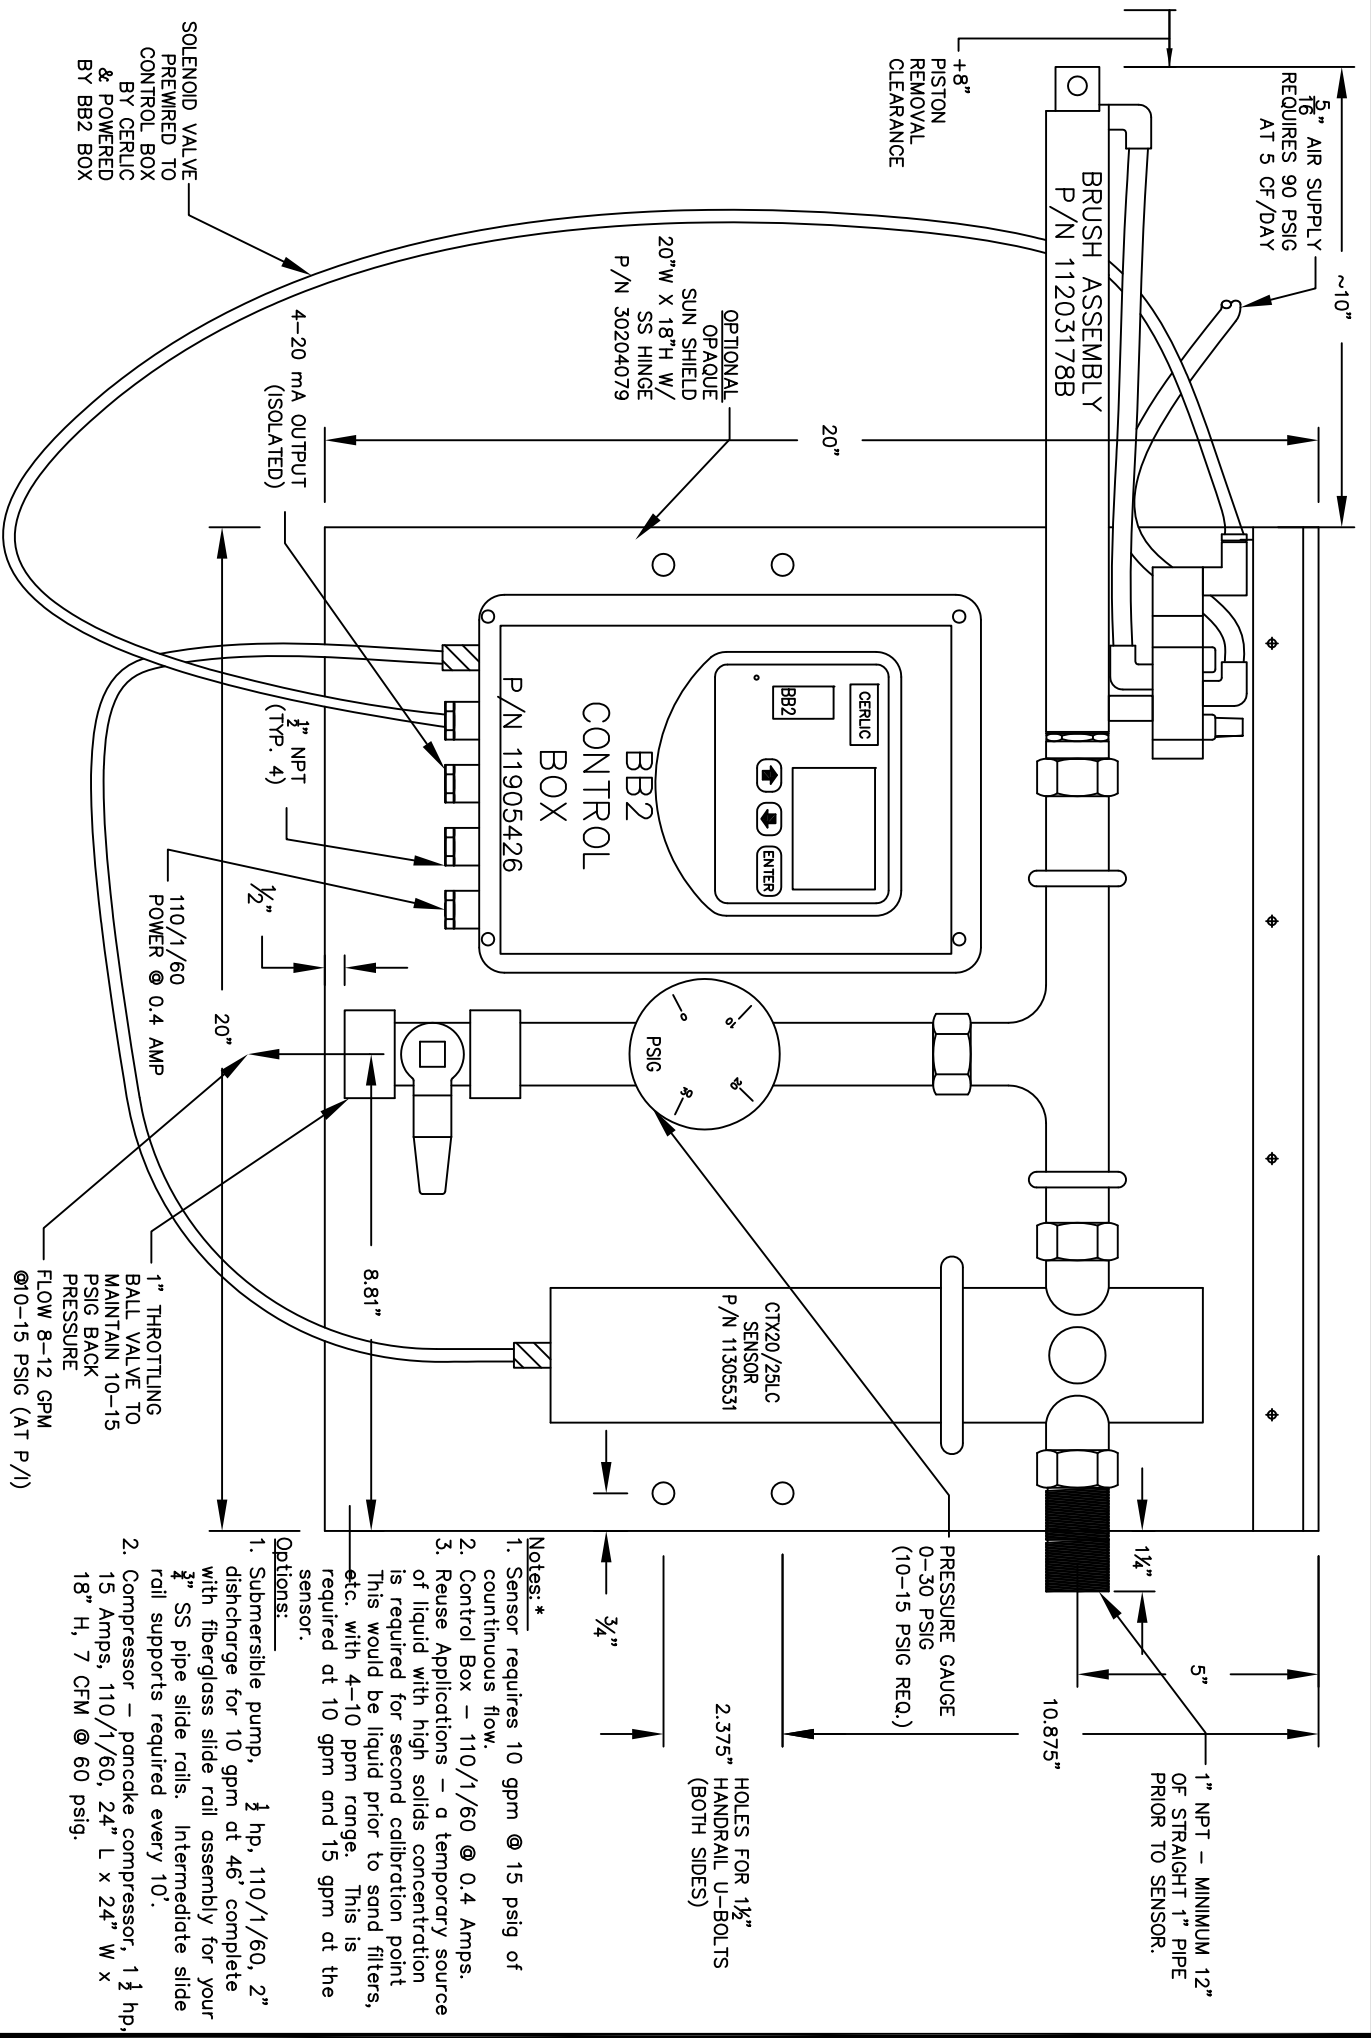 +8"
PISTON
REMOVAL
CLEARANCE
5/16" AIR SUPPLY
REQUIRES 90 PSIG
AT 5 CF/DAY
~10"
SOLENOID VALVE
PREWIRED TO
CONTROL BOX
BY CERLIC
& POWERED
BY BB2 BOX
BRUSH ASSEMBLY
P/N 11203178B
OPTIONAL
OPAQUE
SUN SHIELD
20"W X 18"H W/
SS HINGE
P/N 30204079
4-20 mA OUTPUT
(ISOLATED)
20"
CERLIC
BB2
ENTER
BB2
CONTROL
BOX
P/N 11905426
1/2" NPT
(TYP. 4)
1/2"
110/1/60
POWER @ 0.4 AMP
20"
PSIG
0
10
20
30
8.81"
CTX20/25LC
SENSOR
P/N 11305531
1" THROTTLING
BALL VALVE TO
MAINTAIN 10-15
PSIG BACK
PRESSURE
FLOW 8-12 GPM
@10-15 PSIG (AT P/I)
1¼"
5"
10.875"
¾"
2.375"
PRESSURE GAUGE
0-30 PSIG
(10-15 PSIG REQ.)
HOLES FOR 1½"
HANDRAIL U-BOLTS
(BOTH SIDES)
1" NPT - MINIMUM 12"
OF STRAIGHT 1" PIPE
PRIOR TO SENSOR.
Notes: *
1. Sensor requires 10 gpm @ 15 psig of
countinuous flow.
2. Control Box - 110/1/60 @ 0.4 Amps.
3. Reuse Applications - a temporary source
of liquid with high solids concentration
is required for second calibration point
This would be liquid prior to sand filters,
etc. with 4-10 ppm range. This is
required at 10 gpm and 15 gpm at the
sensor.
Options:
1. Submersible pump, ½ hp, 110/1/60, 2"
dishcharge for 10 gpm at 46' complete
with fiberglass slide rail assembly for your
¾" SS pipe slide rails. Intermediate slide
rail supports required every 10'.
2. Compressor - pancake compressor, 1 ½ hp,
15 Amps, 110/1/60, 24" L x 24" W x
18" H, 7 CFM @ 60 psig.